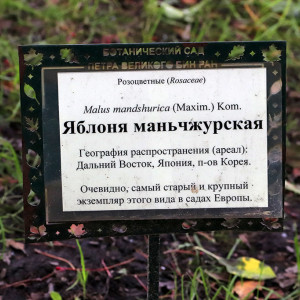 БОТАНИЧЕСКИЙ САД
ПЕТРА ВЕЛИКОГО БИН РАН
Розоцветные (Rosaceae)
Malus mandshurica (Maxim.) Kom.
Яблоня маньчжурская
География распространения (ареал):
Дальний Восток, Япония, п-ов Корея.
Очевидно, самый старый и крупный
экземпляр этого вида в садах Европы.